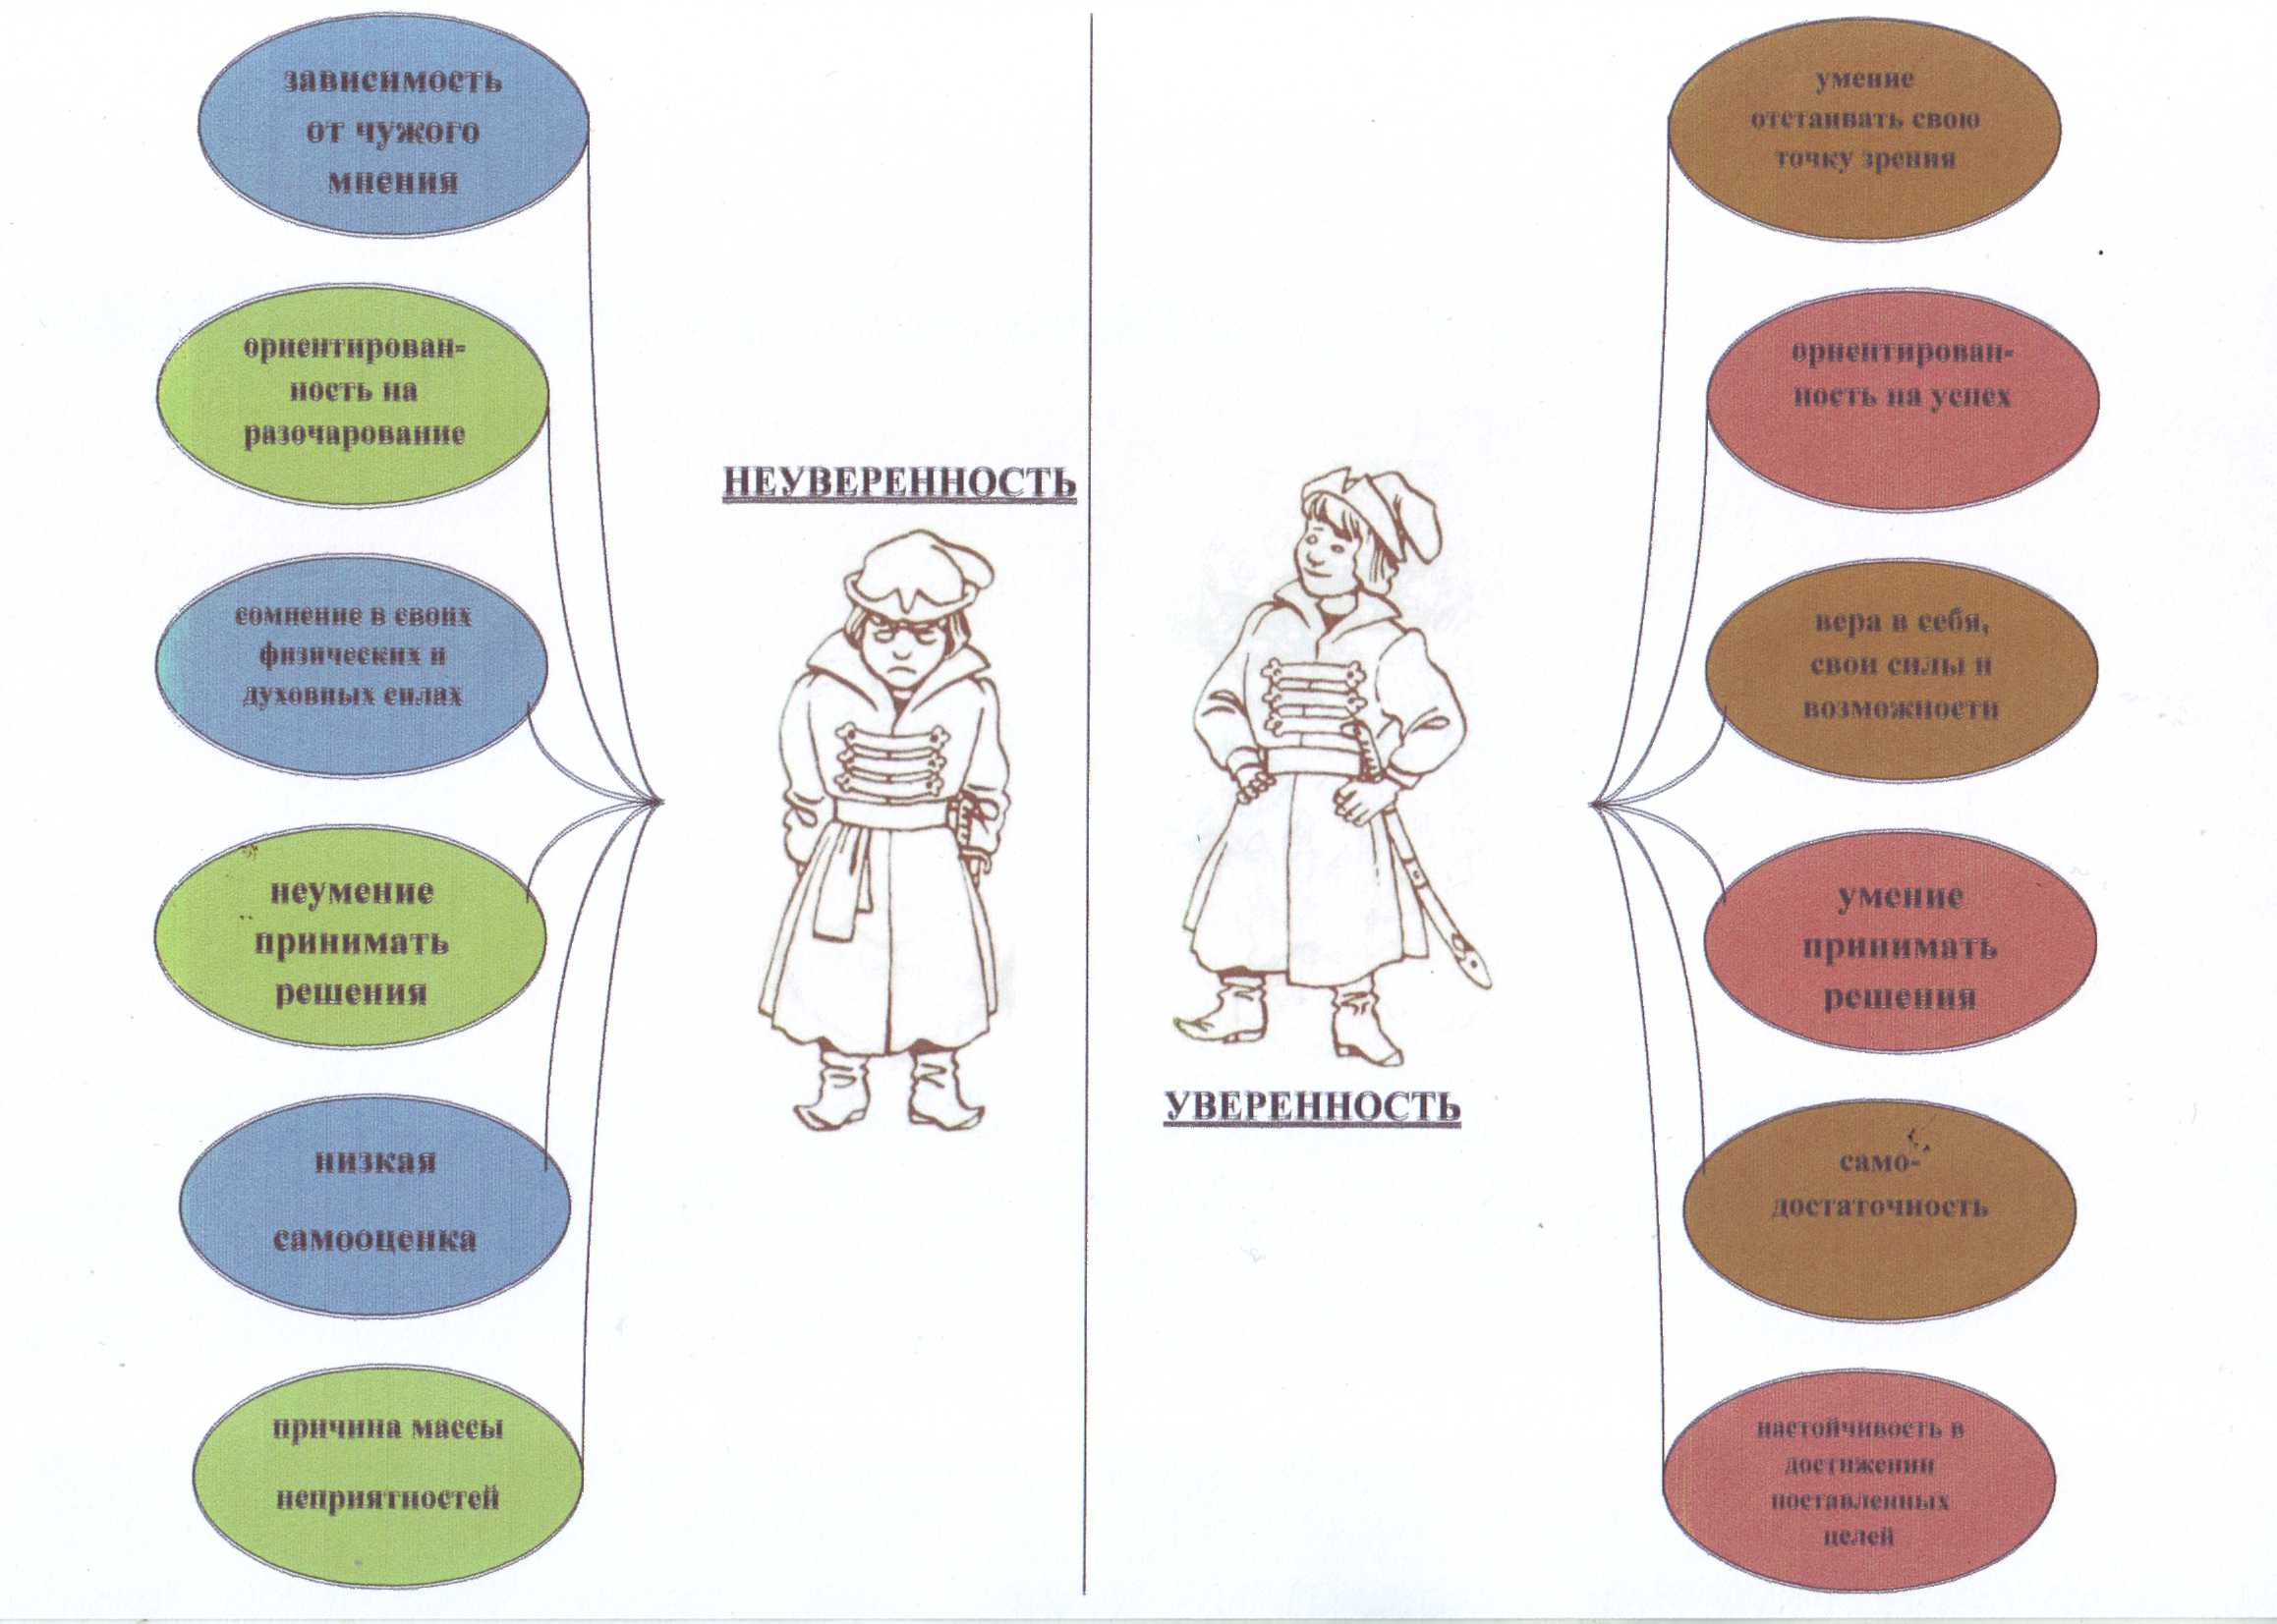 зависимость
от чужого
мнения
ориентирован-
ность на
разочарование
сомнение в своих
физических и
духовных силах
неумение
принимать
решения
низкая
самооценка
причина массы
неприятностей
НЕУВЕРЕННОСТЬ
УВЕРЕННОСТЬ
умение
отстаивать свою
точку зрения
ориентирован-
ность на успех
вера в себя,
свои силы и
возможности
умение
принимать
решения
само-
достаточность
настойчивость в
достижении
поставленных
целей